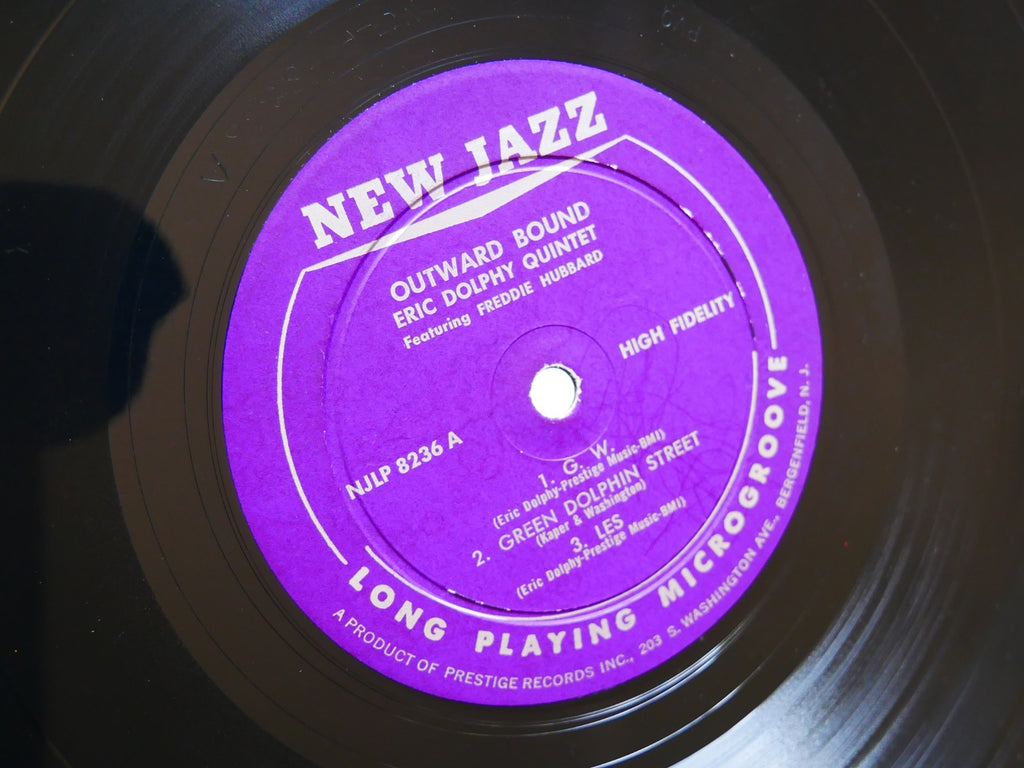 NEW JAZZ
OUTWARD BOUND
ERIC DOLPHY QUINTET
Featuring FREDDIE HUBBARD
HIGH FIDELITY
NJLP 8236 A
1. G. W.
(Eric Dolphy-Prestige Music-BMI)
2. GREEN DOLPHIN STREET
(Kaper & Washington)
3. LES
(Eric Dolphy-Prestige Music-BMI)
LONG PLAYING MICROGROOVE
A PRODUCT OF PRESTIGE RECORDS INC., 203 S. WASHINGTON AVE., BERGENFIELD, N. J.